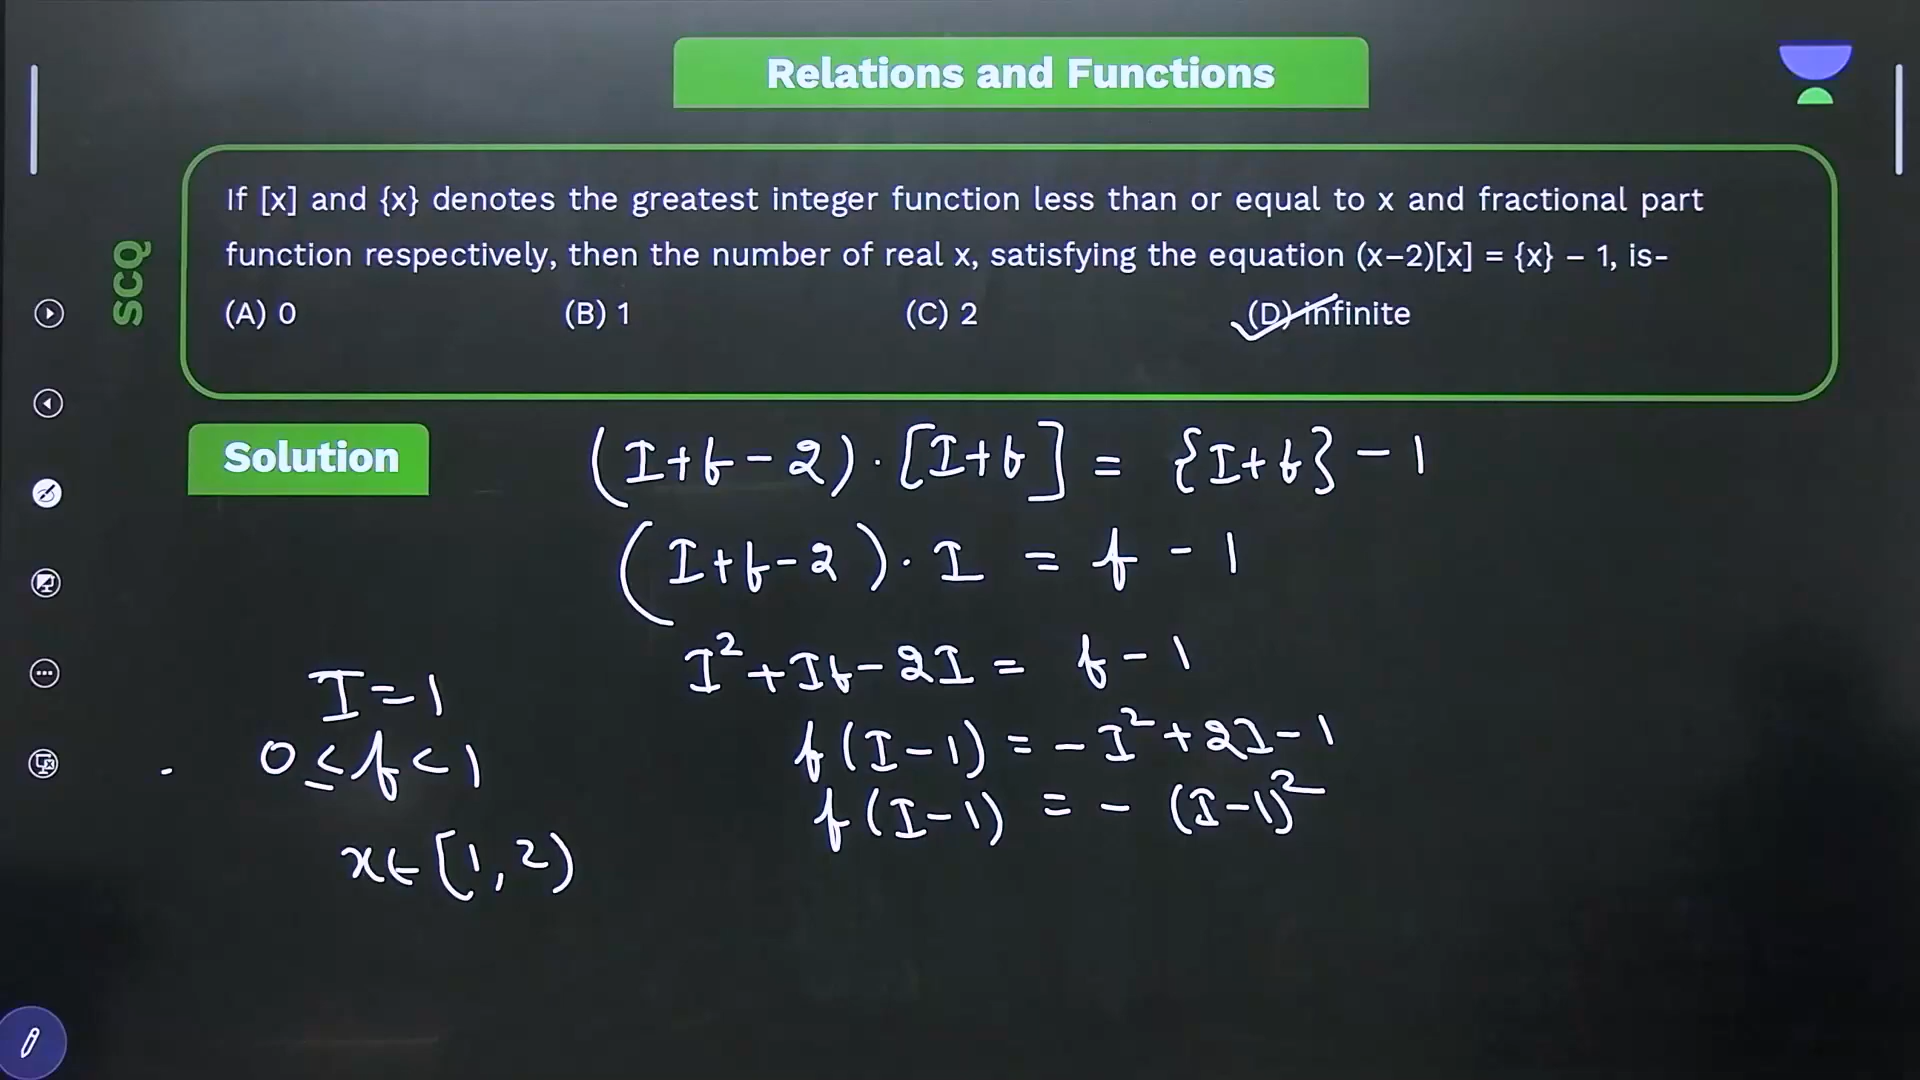 Relations and Functions
SCQ
If [x] and {x} denotes the greatest integer function less than or equal to x and fractional part
function respectively, then the number of real x, satisfying the equation (x–2)[x] = {x} – 1, is-
(A) 0 (B) 1 (C) 2 (D) infinite
Solution
(I+f-2)·[I+f] = {I+f} - 1
(I+f-2)·I = f - 1
I²+If-2I = f-1
f(I-1) = -I²+2I-1
f(I-1) = -(I-1)²
I=1
0≤f<1
x∈[1,2)